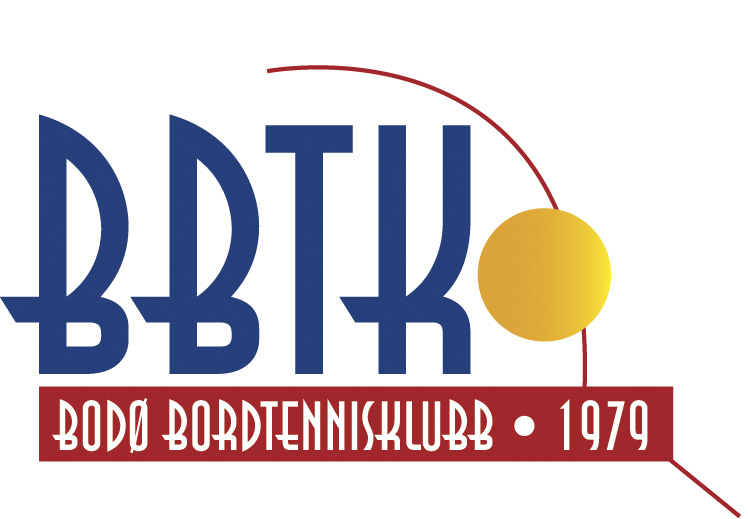 BBTK
BODØ BORDTENNISKLUBB • 1979